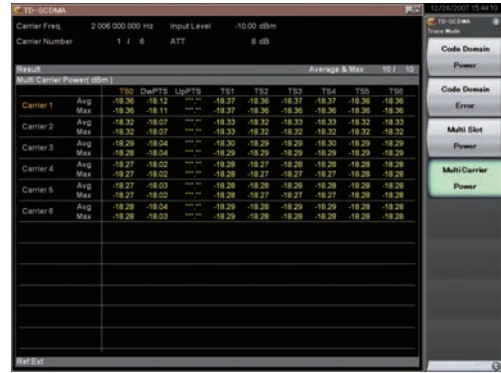 TD-SCDMA
12/26/2007 15:44:10
Carrier Freq. 2 006 000 000 Hz Input Level -10.00 dBm
Carrier Number 1 / 6 ATT 8 dB
Result Average & Max 10 / 10
Multi Carrier Power( dBm )
TS0 DwPTS UpPTS TS1 TS2 TS3 TS4 TS5 TS6
Carrier 1 Avg -18.36 -18.12 ***.** -18.37 -18.36 -18.37 -18.37 -18.36 -18.36
Max -18.36 -18.11 ***.** -18.37 -18.36 -18.37 -18.36 -18.36 -18.36
Carrier 2 Avg -18.32 -18.07 ***.** -18.33 -18.32 -18.33 -18.33 -18.32 -18.32
Max -18.32 -18.07 ***.** -18.33 -18.32 -18.32 -18.32 -18.32 -18.32
Carrier 3 Avg -18.29 -18.04 ***.** -18.30 -18.29 -18.29 -18.30 -18.29 -18.29
Max -18.28 -18.04 ***.** -18.29 -18.28 -18.29 -18.29 -18.29 -18.28
Carrier 4 Avg -18.27 -18.02 ***.** -18.28 -18.27 -18.28 -18.28 -18.28 -18.28
Max -18.27 -18.02 ***.** -18.28 -18.27 -18.28 -18.27 -18.28 -18.28
Carrier 5 Avg -18.27 -18.03 ***.** -18.28 -18.28 -18.28 -18.28 -18.28 -18.28
Max -18.27 -18.02 ***.** -18.28 -18.28 -18.27 -18.27 -18.28 -18.28
Carrier 6 Avg -18.28 -18.04 ***.** -18.29 -18.28 -18.29 -18.29 -18.28 -18.28
Max -18.28 -18.03 ***.** -18.29 -18.28 -18.28 -18.28 -18.28 -18.28
Ref.Ext
TD-SCDMA
Trace Mode
Code Domain
Power
Code Domain
Error
Multi Slot
Power
Multi Carrier
Power